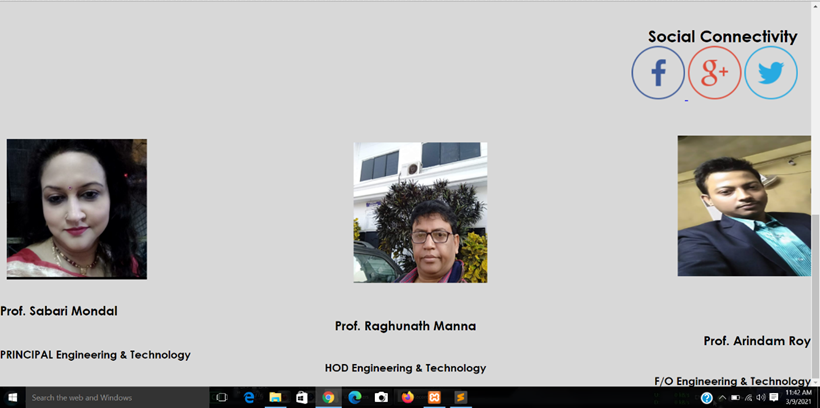 Social Connectivity
f g+
Prof. Sabari Mondal
Prof. Raghunath Manna
Prof. Arindam Roy
PRINCIPAL Engineering & Technology
HOD Engineering & Technology
F/O Engineering & Technology
Search the web and Windows
11:42 AM
3/9/2021